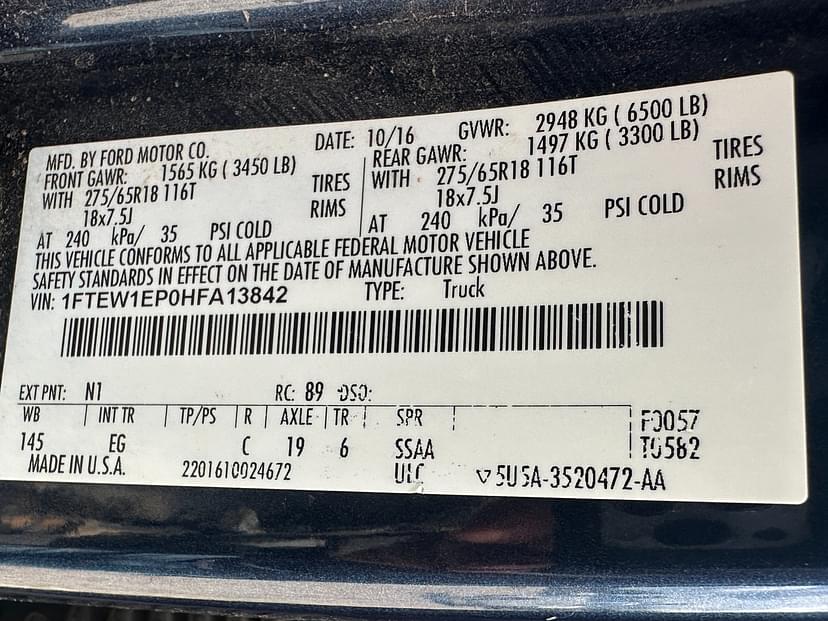 MFD. BY FORD MOTOR CO. DATE: 10/16 GVWR: 2948 KG ( 6500 LB)
FRONT GAWR: 1565 KG ( 3450 LB) REAR GAWR: 1497 KG ( 3300 LB)
WITH 275/65R18 116T TIRES WITH 275/65R18 116T TIRES
18x7.5J RIMS 18x7.5J RIMS
AT 240 kPa/ 35 PSI COLD AT 240 kPa/ 35 PSI COLD
THIS VEHICLE CONFORMS TO ALL APPLICABLE FEDERAL MOTOR VEHICLE
SAFETY STANDARDS IN EFFECT ON THE DATE OF MANUFACTURE SHOWN ABOVE.
VIN: 1FTEW1EP0HFA13842 TYPE: Truck
EXT PNT: N1 RC: 89 DSO:
WB | INT TR | TP/PS | R | AXLE | TR | SPR F0057
145 EG C 19 6 SSAA T0582
MADE IN U.S.A. 2201610024672 ULC 5U5A-3520472-AA